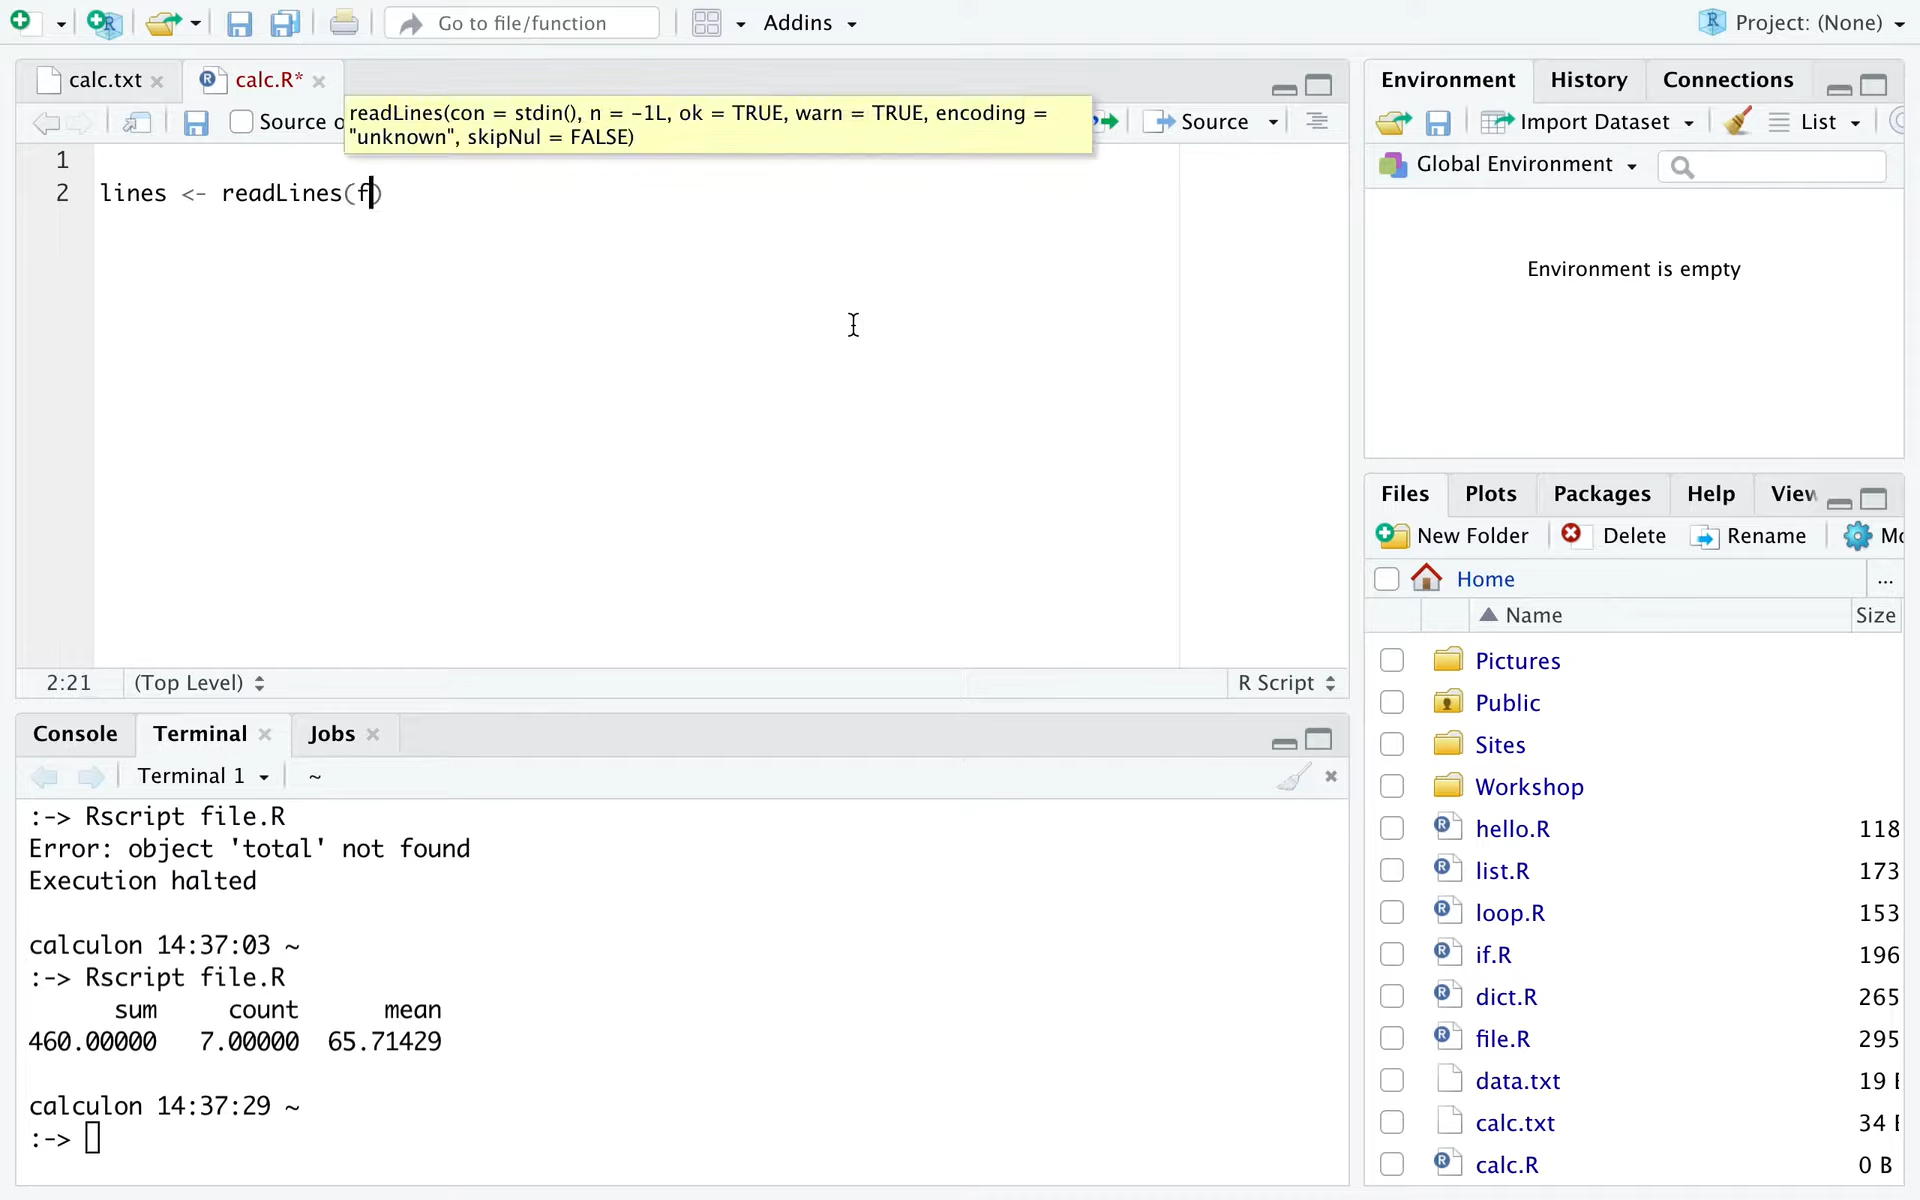 Go to file/function
Addins
Project: (None)
calc.txt
calc.R*
Source o
readLines(con = stdin(), n = -1L, ok = TRUE, warn = TRUE, encoding =
"unknown", skipNul = FALSE)
Source
1
2 lines <- readLines(f)
2:21 (Top Level)
R Script
Console Terminal Jobs
Terminal 1 ~
:-> Rscript file.R
Error: object 'total' not found
Execution halted
calculon 14:37:03 ~
:-> Rscript file.R
sum count mean
460.00000 7.00000 65.71429
calculon 14:37:29 ~
:->
Environment History Connections
Import Dataset List
Global Environment
Environment is empty
Files Plots Packages Help View
New Folder Delete Rename Mo
Home ...
Name Size
Pictures
Public
Sites
Workshop
hello.R 118
list.R 173
loop.R 153
if.R 196
dict.R 265
file.R 295
data.txt 19
calc.txt 34
calc.R 0 B